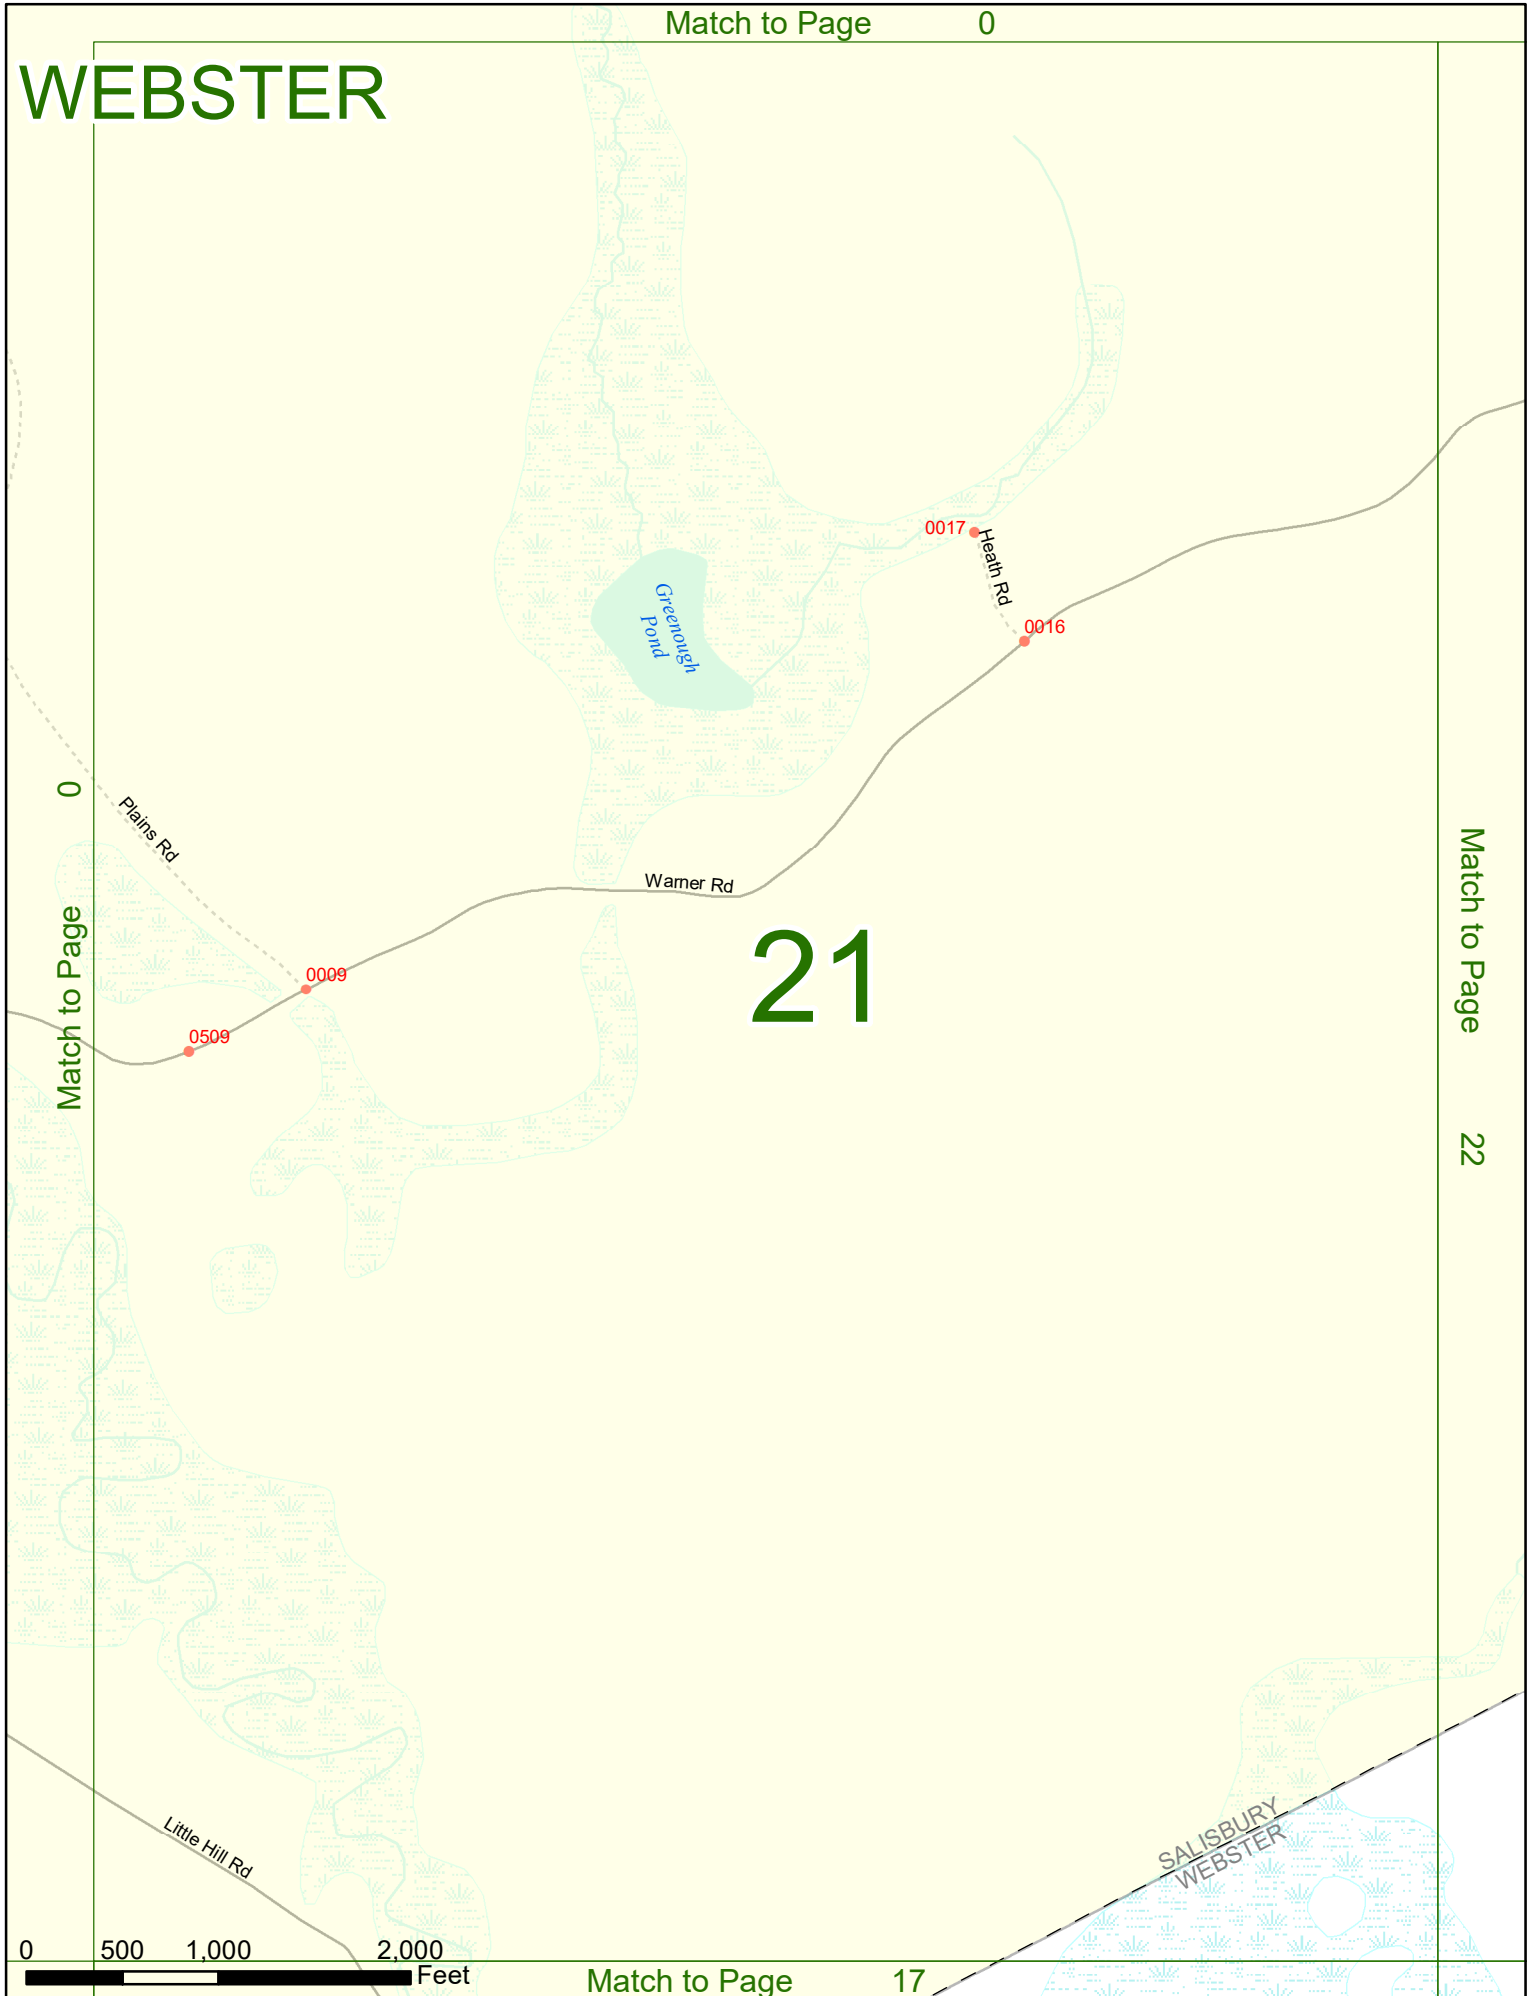 Match to Page 0
WEBSTER
0017
Heath Rd
0016
Greenough
Pond
Match to Page 0
Plains Rd
Warner Rd
Match to Page 22
21
0009
0509
SALISBURY
WEBSTER
Little Hill Rd
0 500 1,000 2,000
Feet
Match to Page 17